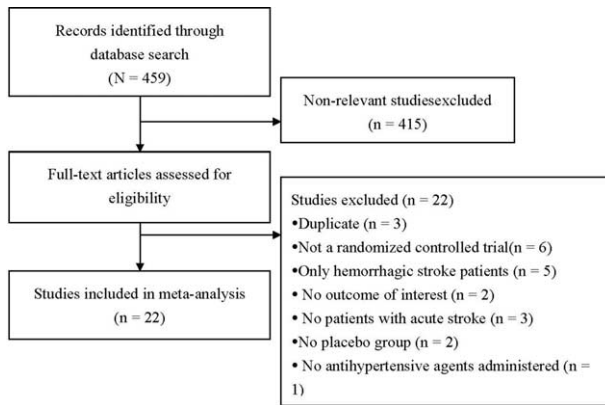 Records identified through
database search
(N = 459)
Non-relevant studiesexcluded
(n = 415)
Full-text articles assessed for
eligibility
Studies excluded (n = 22)
•Duplicate (n = 3)
•Not a randomized controlled trial(n = 6)
•Only hemorrhagic stroke patients (n = 5)
• No outcome of interest (n = 2)
• No patients with acute stroke (n = 3)
•No placebo group (n = 2)
• No antihypertensive agents administered (n =
1)
Studies included in meta-analysis
(n = 22)